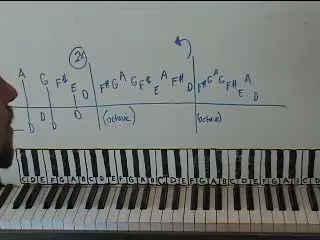 2x
A G F# E D F# G A G F# E A F# D F# G A G F# E A D
D D D (octave) (octave)
C D E F G A B C D E F G A B C D E F G A B C D E F G A B C D